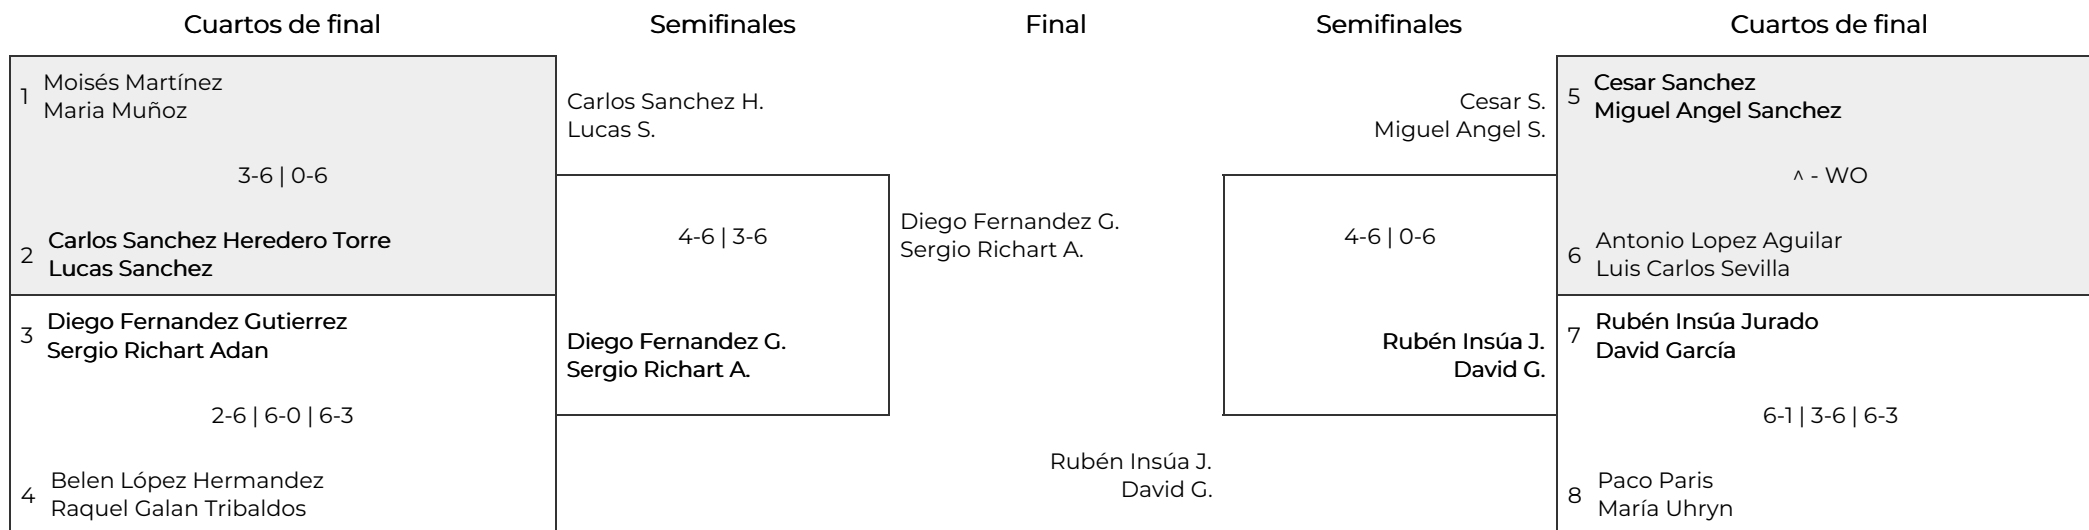 Cuartos de final
Semifinales
Final
Semifinales
Cuartos de final
1
Moisés Martínez
Maria Muñoz
3-6 | 0-6
2
Carlos Sanchez Heredero Torre
Lucas Sanchez
3
Diego Fernandez Gutierrez
Sergio Richart Adan
2-6 | 6-0 | 6-3
4
Belen López Hermandez
Raquel Galan Tribaldos
Carlos Sanchez H.
Lucas S.
4-6 | 3-6
Diego Fernandez G.
Sergio Richart A.
Diego Fernandez G.
Sergio Richart A.
Rubén Insúa J.
David G.
Cesar S.
Miguel Angel S.
4-6 | 0-6
Rubén Insúa J.
David G.
5
Cesar Sanchez
Miguel Angel Sanchez
^ - WO
6
Antonio Lopez Aguilar
Luis Carlos Sevilla
7
Rubén Insúa Jurado
David García
6-1 | 3-6 | 6-3
8
Paco Paris
María Uhryn